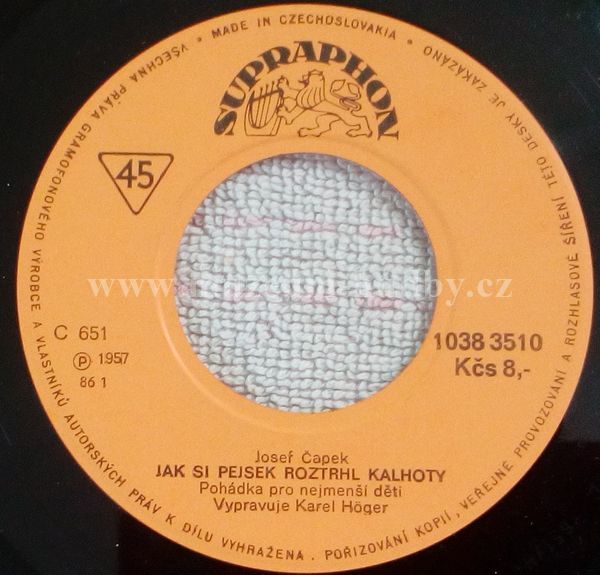 VŠECHNA PRÁVA GRAMOFONOVÉHO VÝROBCE A VLASTNÍKŮ AUTORSKÝCH PRÁV K DÍLU VYHRAŽENA. POŘIZOVÁNÍ KOPIÍ, VEŘEJNÉ PROVOZOVÁNÍ A ROZHLASOVÉ ŠÍŘENÍ TÉTO DESKY JE ZAKÁZÁNO
• MADE IN CZECHOSLOVAKIA •
SUPRAPHON
45
C 651
Ⓟ 1957
86 1
1038 3510
Kčs 8,-
Josef Čapek
JAK SI PEJSEK ROZTRHL KALHOTY
Pohádka pro nejmenší děti
Vypravuje Karel Höger